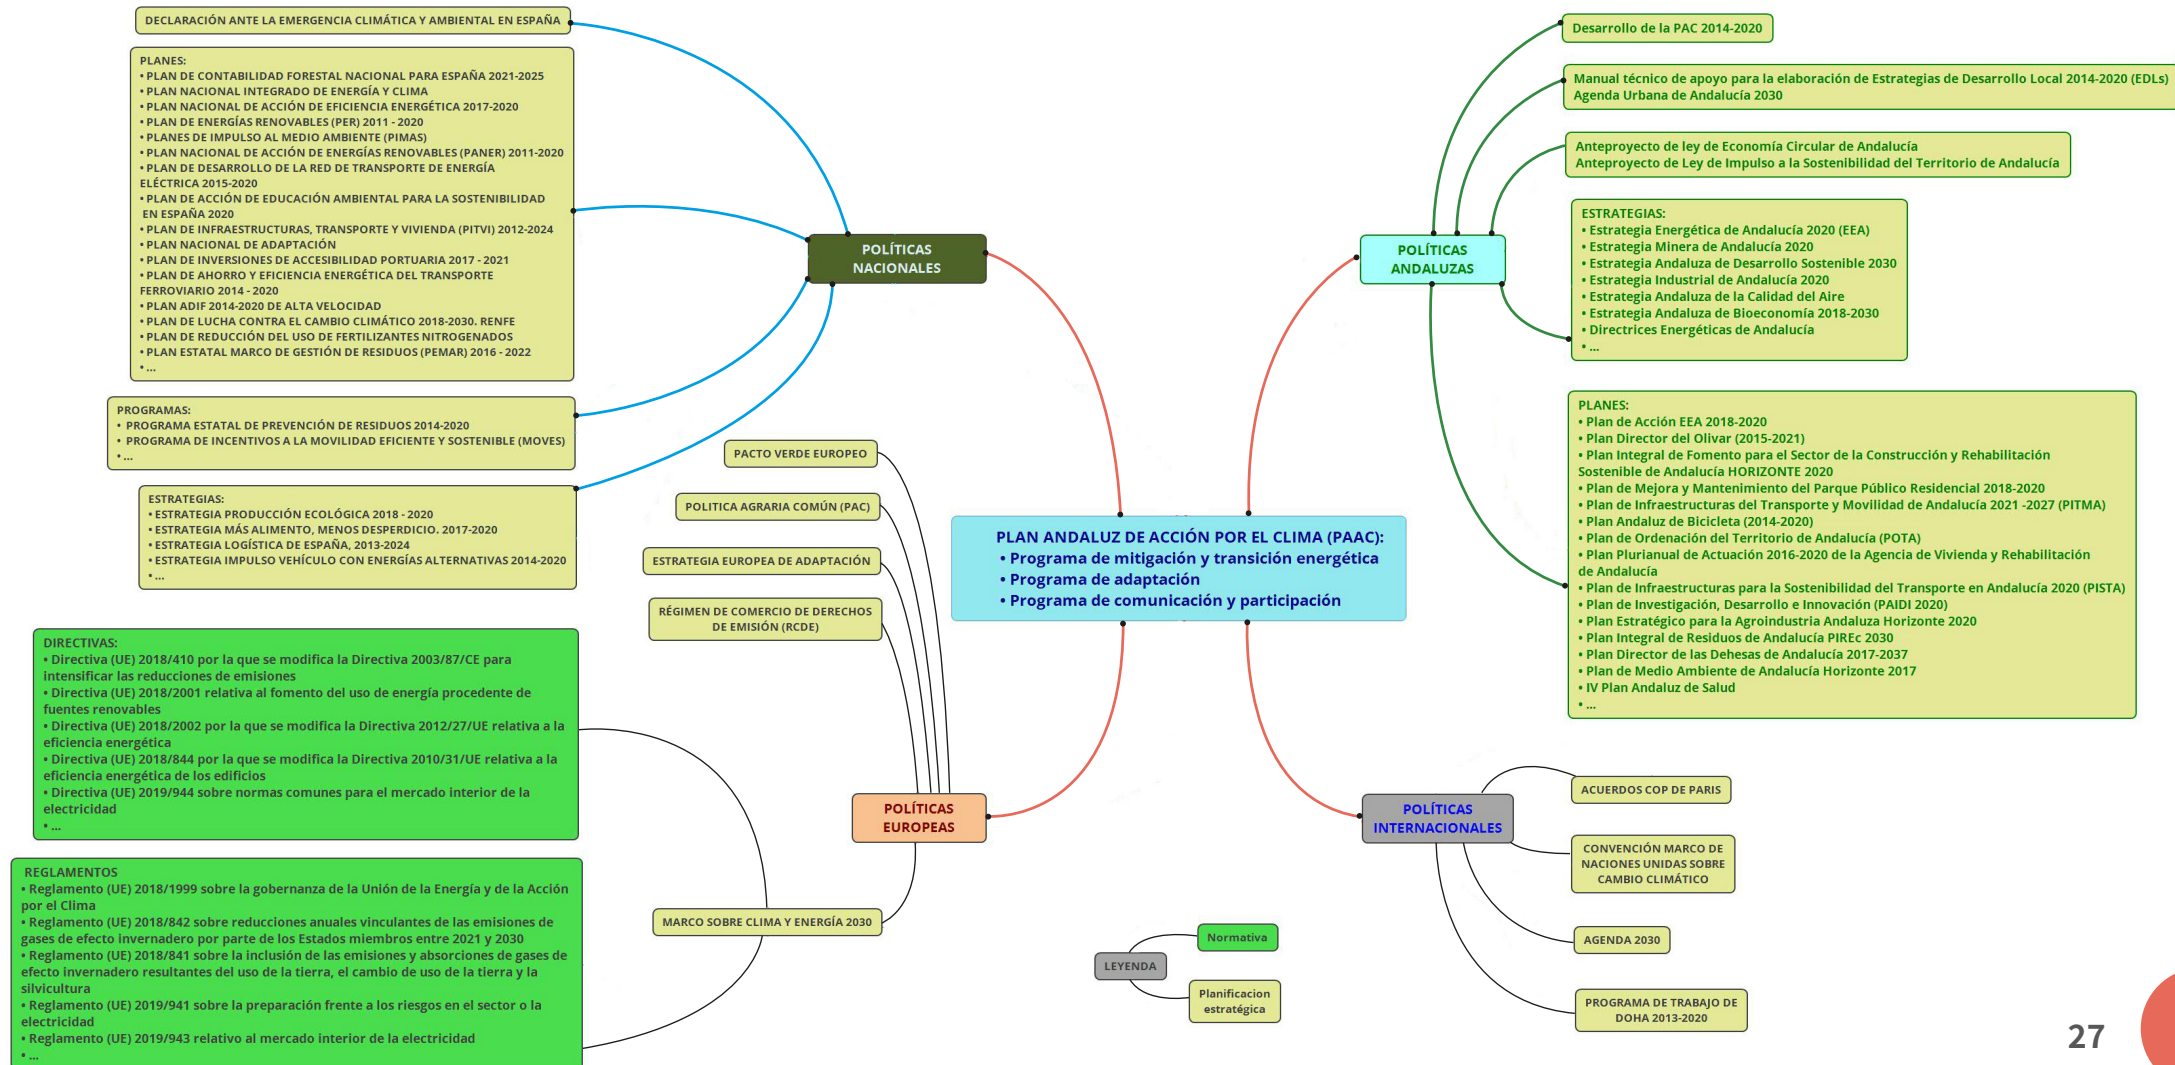 DECLARACIÓN ANTE LA EMERGENCIA CLIMÁTICA Y AMBIENTAL EN ESPAÑA
PLANES:
• PLAN DE CONTABILIDAD FORESTAL NACIONAL PARA ESPAÑA 2021-2025
• PLAN NACIONAL INTEGRADO DE ENERGÍA Y CLIMA
• PLAN NACIONAL DE ACCIÓN DE EFICIENCIA ENERGÉTICA 2017-2020
• PLAN DE ENERGÍAS RENOVABLES (PER) 2011 - 2020
• PLANES DE IMPULSO AL MEDIO AMBIENTE (PIMAS)
• PLAN NACIONAL DE ACCIÓN DE ENERGÍAS RENOVABLES (PANER) 2011-2020
• PLAN DE DESARROLLO DE LA RED DE TRANSPORTE DE ENERGÍA
ELÉCTRICA 2015-2020
• PLAN DE ACCIÓN DE EDUCACIÓN AMBIENTAL PARA LA SOSTENIBILIDAD
EN ESPAÑA 2020
• PLAN DE INFRAESTRUCTURAS, TRANSPORTE Y VIVIENDA (PITVI) 2012-2024
• PLAN NACIONAL DE ADAPTACIÓN
• PLAN DE INVERSIONES DE ACCESIBILIDAD PORTUARIA 2017 - 2021
• PLAN DE AHORRO Y EFICIENCIA ENERGÉTICA DEL TRANSPORTE
FERROVIARIO 2014 - 2020
• PLAN ADIF 2014-2020 DE ALTA VELOCIDAD
• PLAN DE LUCHA CONTRA EL CAMBIO CLIMÁTICO 2018-2030. RENFE
• PLAN DE REDUCCIÓN DEL USO DE FERTILIZANTES NITROGENADOS
• PLAN ESTATAL MARCO DE GESTIÓN DE RESIDUOS (PEMAR) 2016 - 2022
• ...
PROGRAMAS:
• PROGRAMA ESTATAL DE PREVENCIÓN DE RESIDUOS 2014-2020
• PROGRAMA DE INCENTIVOS A LA MOVILIDAD EFICIENTE Y SOSTENIBLE (MOVES)
• ...
ESTRATEGIAS:
• ESTRATEGIA PRODUCCIÓN ECOLÓGICA 2018 - 2020
• ESTRATEGIA MÁS ALIMENTO, MENOS DESPERDICIO. 2017-2020
• ESTRATEGIA LOGÍSTICA DE ESPAÑA, 2013-2024
• ESTRATEGIA IMPULSO VEHÍCULO CON ENERGÍAS ALTERNATIVAS 2014-2020
• ...
POLÍTICAS
NACIONALES
POLÍTICAS
ANDALUZAS
Desarrollo de la PAC 2014-2020
Manual técnico de apoyo para la elaboración de Estrategias de Desarrollo Local 2014-2020 (EDLs)
Agenda Urbana de Andalucía 2030
Anteproyecto de ley de Economía Circular de Andalucía
Anteproyecto de Ley de Impulso a la Sostenibilidad del Territorio de Andalucía
ESTRATEGIAS:
• Estrategia Energética de Andalucía 2020 (EEA)
• Estrategia Minera de Andalucía 2020
• Estrategia Andaluza de Desarrollo Sostenible 2030
• Estrategia Industrial de Andalucía 2020
• Estrategia Andaluza de la Calidad del Aire
• Estrategia Andaluza de Bioeconomía 2018-2030
• Directrices Energéticas de Andalucía
• ...
PLANES:
• Plan de Acción EEA 2018-2020
• Plan Director del Olivar (2015-2021)
• Plan Integral de Fomento para el Sector de la Construcción y Rehabilitación
Sostenible de Andalucía HORIZONTE 2020
• Plan de Mejora y Mantenimiento del Parque Público Residencial 2018-2020
• Plan de Infraestructuras del Transporte y Movilidad de Andalucía 2021 -2027 (PITMA)
• Plan Andaluz de Bicicleta (2014-2020)
• Plan de Ordenación del Territorio de Andalucía (POTA)
• Plan Plurianual de Actuación 2016-2020 de la Agencia de Vivienda y Rehabilitación
de Andalucía
• Plan de Infraestructuras para la Sostenibilidad del Transporte en Andalucía 2020 (PISTA)
• Plan de Investigación, Desarrollo e Innovación (PAIDI 2020)
• Plan Estratégico para la Agroindustria Andaluza Horizonte 2020
• Plan Integral de Residuos de Andalucía PIREc 2030
• Plan Director de las Dehesas de Andalucía 2017-2037
• Plan de Medio Ambiente de Andalucía Horizonte 2017
• IV Plan Andaluz de Salud
• ...
PLAN ANDALUZ DE ACCIÓN POR EL CLIMA (PAAC):
• Programa de mitigación y transición energética
• Programa de adaptación
• Programa de comunicación y participación
PACTO VERDE EUROPEO
POLITICA AGRARIA COMÚN (PAC)
ESTRATEGIA EUROPEA DE ADAPTACIÓN
RÉGIMEN DE COMERCIO DE DERECHOS
DE EMISIÓN (RCDE)
DIRECTIVAS:
• Directiva (UE) 2018/410 por la que se modifica la Directiva 2003/87/CE para
intensificar las reducciones de emisiones
• Directiva (UE) 2018/2001 relativa al fomento del uso de energía procedente de
fuentes renovables
• Directiva (UE) 2018/2002 por la que se modifica la Directiva 2012/27/UE relativa a la
eficiencia energética
• Directiva (UE) 2018/844 por la que se modifica la Directiva 2010/31/UE relativa a la
eficiencia energética de los edificios
• Directiva (UE) 2019/944 sobre normas comunes para el mercado interior de la
electricidad
• ...
REGLAMENTOS
• Reglamento (UE) 2018/1999 sobre la gobernanza de la Unión de la Energía y de la Acción
por el Clima
• Reglamento (UE) 2018/842 sobre reducciones anuales vinculantes de las emisiones de
gases de efecto invernadero por parte de los Estados miembros entre 2021 y 2030
• Reglamento (UE) 2018/841 sobre la inclusión de las emisiones y absorciones de gases de
efecto invernadero resultantes del uso de la tierra, el cambio de uso de la tierra y la
silvicultura
• Reglamento (UE) 2019/941 sobre la preparación frente a los riesgos en el sector o la
electricidad
• Reglamento (UE) 2019/943 relativo al mercado interior de la electricidad
• ...
POLÍTICAS
EUROPEAS
MARCO SOBRE CLIMA Y ENERGÍA 2030
POLÍTICAS
INTERNACIONALES
ACUERDOS COP DE PARIS
CONVENCIÓN MARCO DE
NACIONES UNIDAS SOBRE
CAMBIO CLIMÁTICO
AGENDA 2030
PROGRAMA DE TRABAJO DE
DOHA 2013-2020
LEYENDA
Normativa
Planificacion
estratégica
27